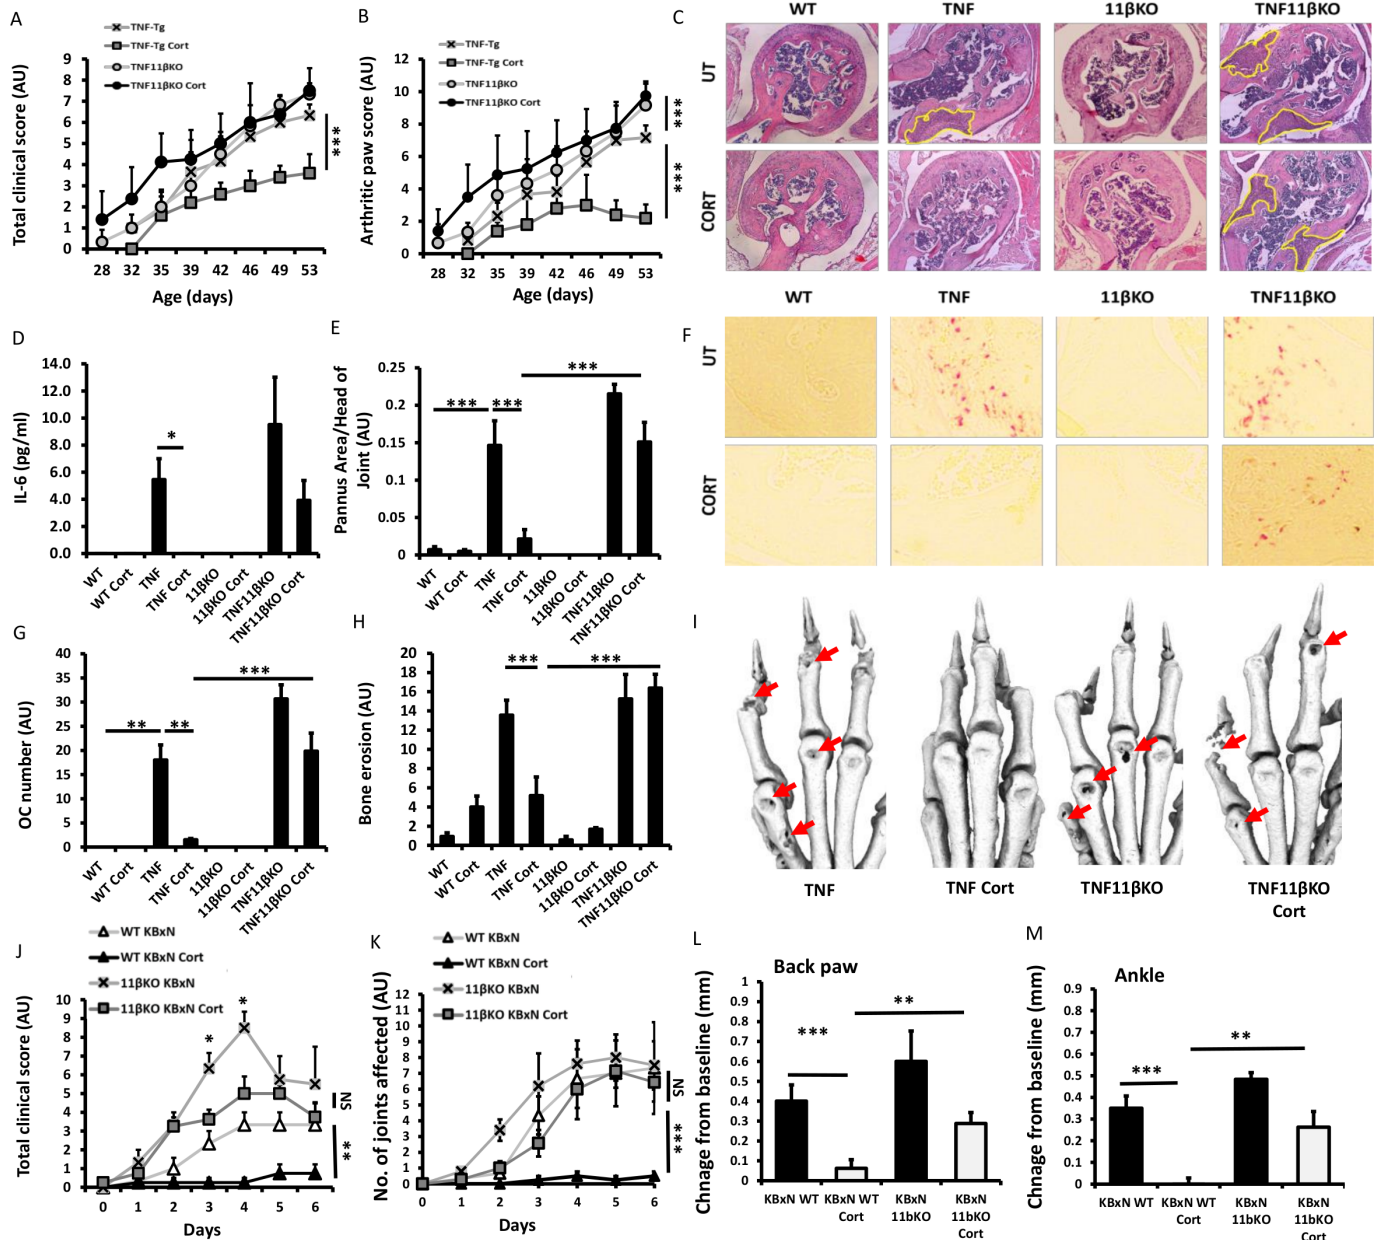 A
TNF-Tg
TNF-Tg Cort
TNF11βKO
TNF11βKO Cort
Total clinical score (AU)
9
8
7
6
5
4
3
2
1
0
28 32 35 39 42 46 49 53
Age (days)
***
B
TNF-Tg
TNF-Tg Cort
TNF11βKO
TNF11βKO Cort
Arthritic paw score (AU)
12
10
8
6
4
2
0
28 32 35 39 42 46 49 53
Age (days)
***
***
C
WT TNF 11βKO TNF11βKO
UT
CORT
D
IL-6 (pg/ml)
14.0
12.0
10.0
8.0
6.0
4.0
2.0
0.0
*
WT
WT Cort
TNF
TNF Cort
11βKO
11βKO Cort
TNF11βKO
TNF11βKO Cort
E
Pannus Area/Head of
Joint (AU)
0.25
0.2
0.15
0.1
0.05
0
*** *** ***
WT
WT Cort
TNF
TNF Cort
11βKO
11βKO Cort
TNF11βKO
TNF11βKO Cort
F
WT TNF 11βKO TNF11βKO
UT
CORT
G
OC number (AU)
40
35
30
25
20
15
10
5
0
** ** ***
WT
WT Cort
TNF
TNF Cort
11βKO
11βKO Cort
TNF11βKO
TNF11βKO Cort
H
Bone erosion (AU)
20
18
16
14
12
10
8
6
4
2
0
*** ***
WT
WT Cort
TNF
TNF Cort
11βKO
11βKO Cort
TNF11βKO
TNF11βKO Cort
I
TNF
TNF Cort
TNF11βKO
TNF11βKO
Cort
J
WT KBxN
WT KBxN Cort
11βKO KBxN
11βKO KBxN Cort
Total clinical score (AU)
10
9
8
7
6
5
4
3
2
1
0
* *
NS
**
0 1 2 3 4 5 6
Days
K
WT KBxN
WT KBxN Cort
11βKO KBxN
11βKO KBxN Cort
No. of joints affected (AU)
12
11
10
9
8
7
6
5
4
3
2
1
0
NS
***
0 1 2 3 4 5 6
Days
L
Back paw
Chnage from baseline (mm)
1
0.9
0.8
0.7
0.6
0.5
0.4
0.3
0.2
0.1
0
*** **
KBxN WT
KBxN WT
Cort
KBxN
11bKO
KBxN
11bKO
Cort
M
Ankle
Chnage from baseline (mm)
0.9
0.8
0.7
0.6
0.5
0.4
0.3
0.2
0.1
0
*** **
KBxN WT
KBxN WT
Cort
KBxN
11bKO
KBxN
11bKO
Cort